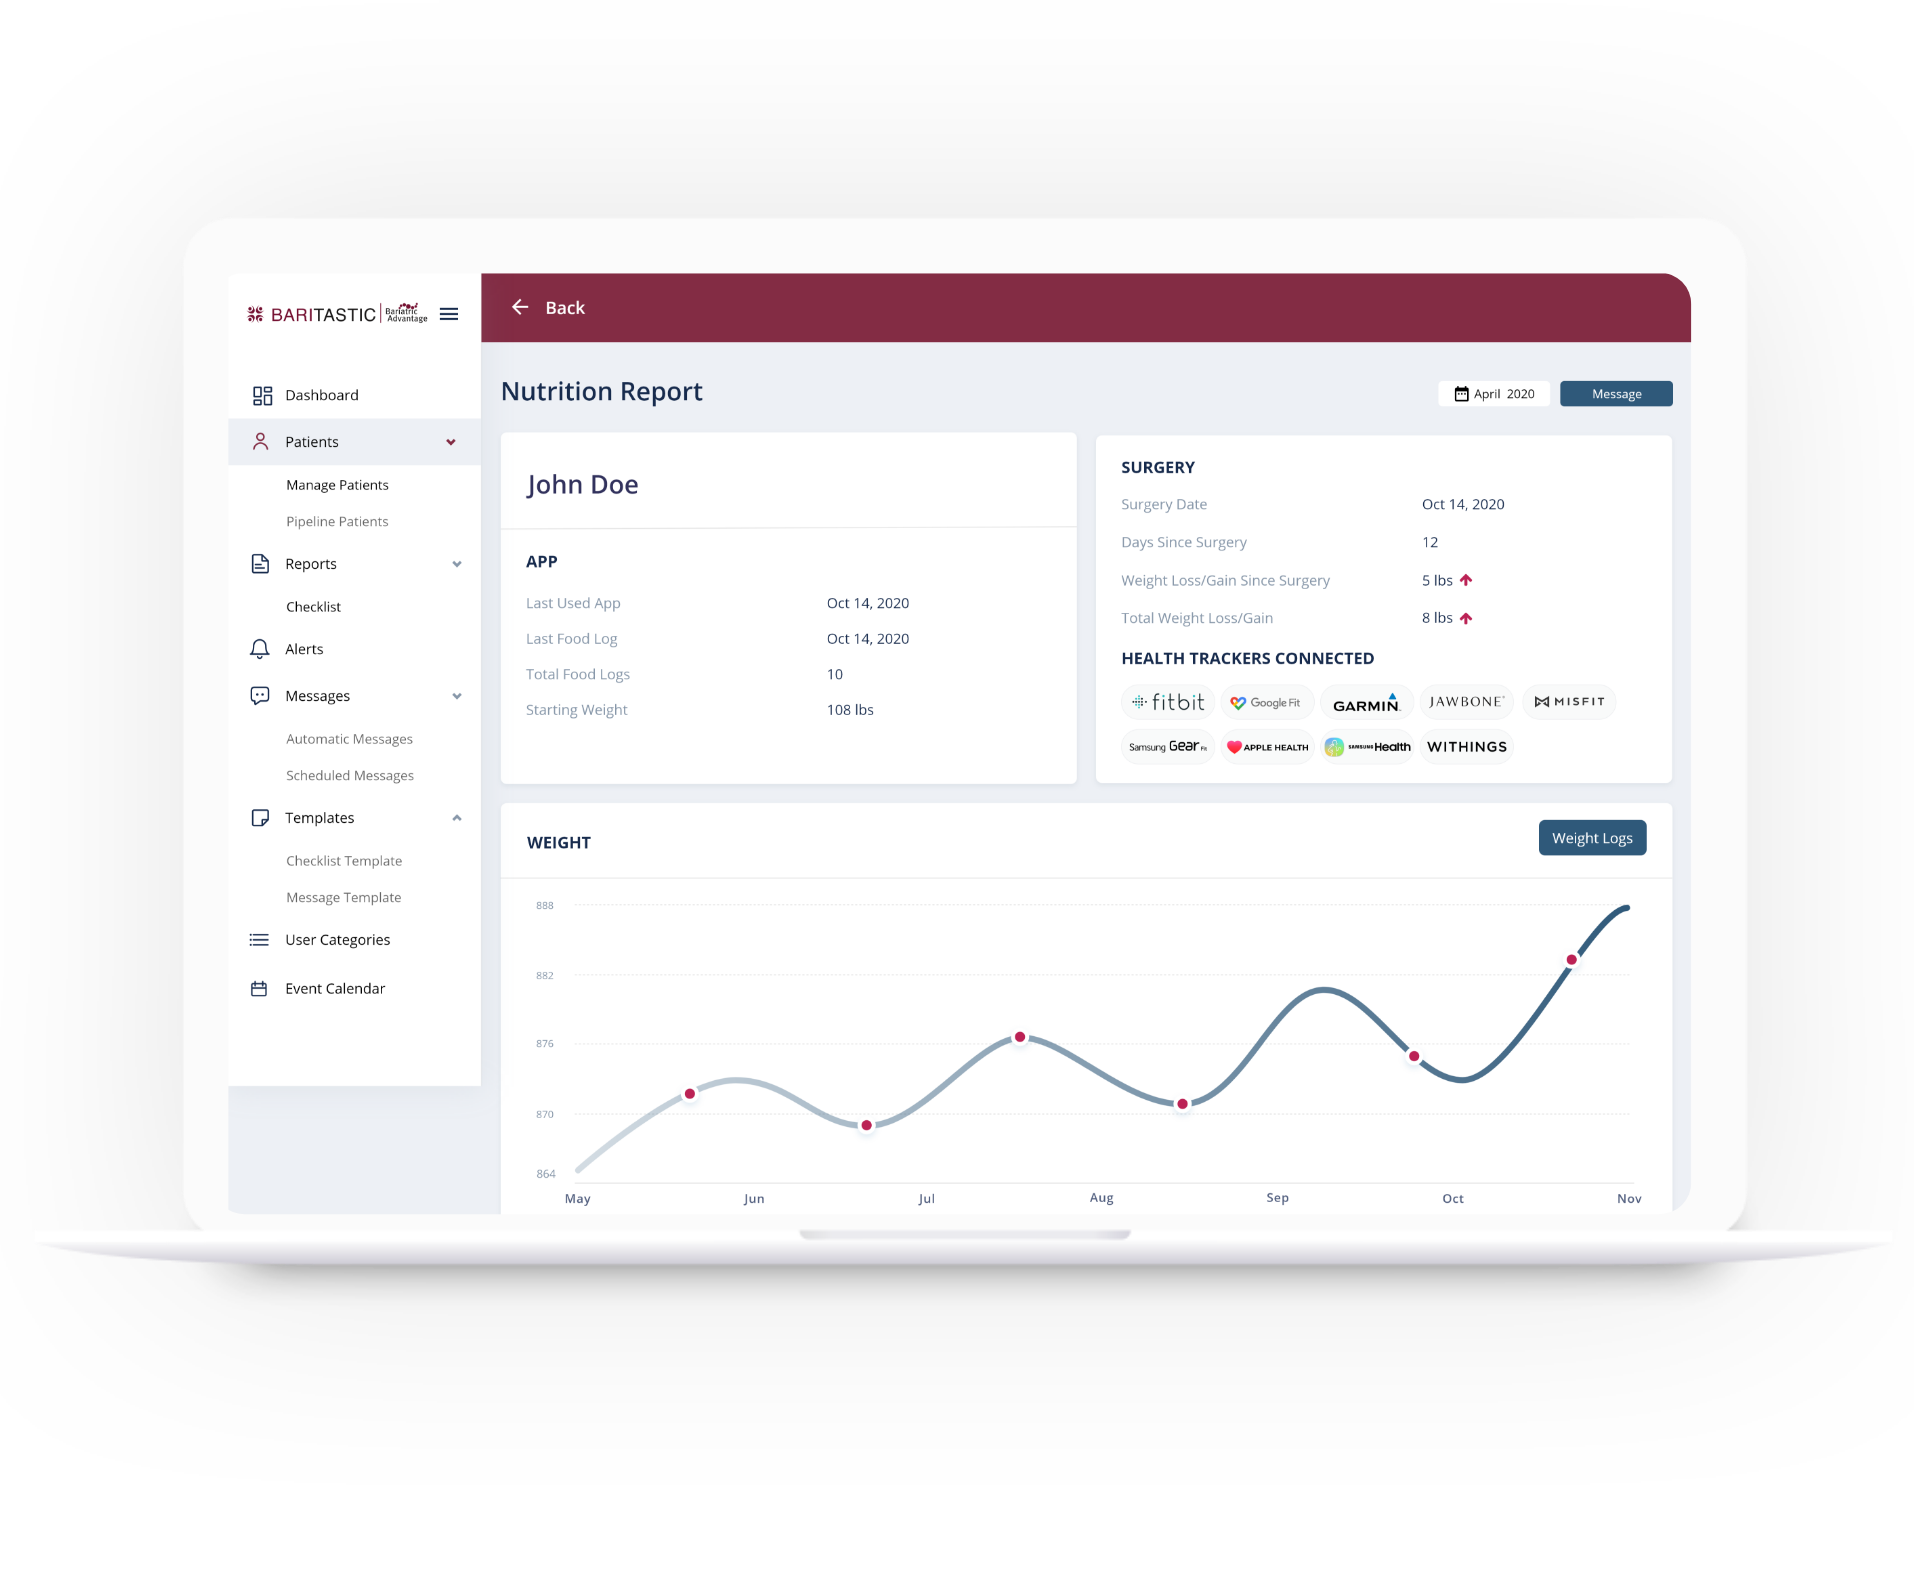 BARITASTIC Bariatric Advantage
Dashboard
Patients
Manage Patients
Pipeline Patients
Reports
Checklist
Alerts
Messages
Automatic Messages
Scheduled Messages
Templates
Checklist Template
Message Template
User Categories
Event Calendar
Back
Nutrition Report
April 2020
Message
John Doe
APP
Last Used App Oct 14, 2020
Last Food Log Oct 14, 2020
Total Food Logs 10
Starting Weight 108 lbs
SURGERY
Surgery Date Oct 14, 2020
Days Since Surgery 12
Weight Loss/Gain Since Surgery 5 lbs
Total Weight Loss/Gain 8 lbs
HEALTH TRACKERS CONNECTED
fitbit Google Fit GARMIN JAWBONE MISFIT
Samsung Gear Fit APPLE HEALTH SAMSUNG Health WITHINGS
WEIGHT
Weight Logs
888
882
876
870
864
May Jun Jul Aug Sep Oct Nov